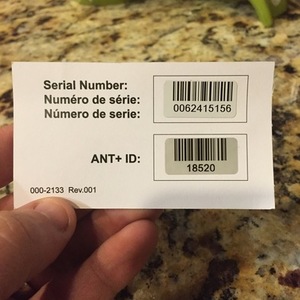 Serial Number:
Numéro de série:
Número de serie:
0062415156
ANT+ ID:
18520
000-2133 Rev.001